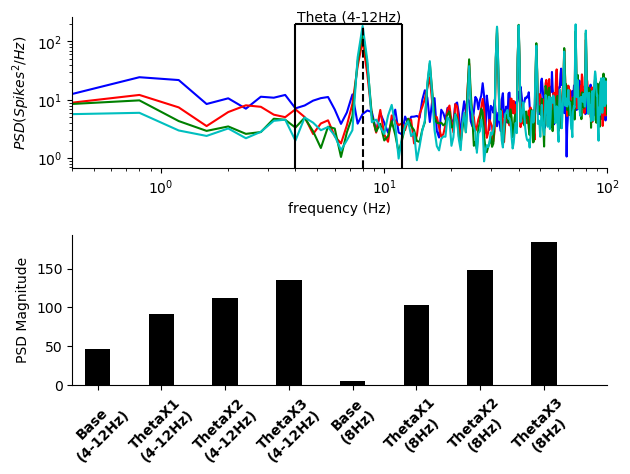 Theta (4-12Hz)
PSD(Spikes²/Hz)
10²
10¹
10⁰
10⁰ 10¹ 10²
frequency (Hz)
PSD Magnitude
150
100
50
0
Base
(4-12Hz)
ThetaX1
(4-12Hz)
ThetaX2
(4-12Hz)
ThetaX3
(4-12Hz)
Base
(8Hz)
ThetaX1
(8Hz)
ThetaX2
(8Hz)
ThetaX3
(8Hz)